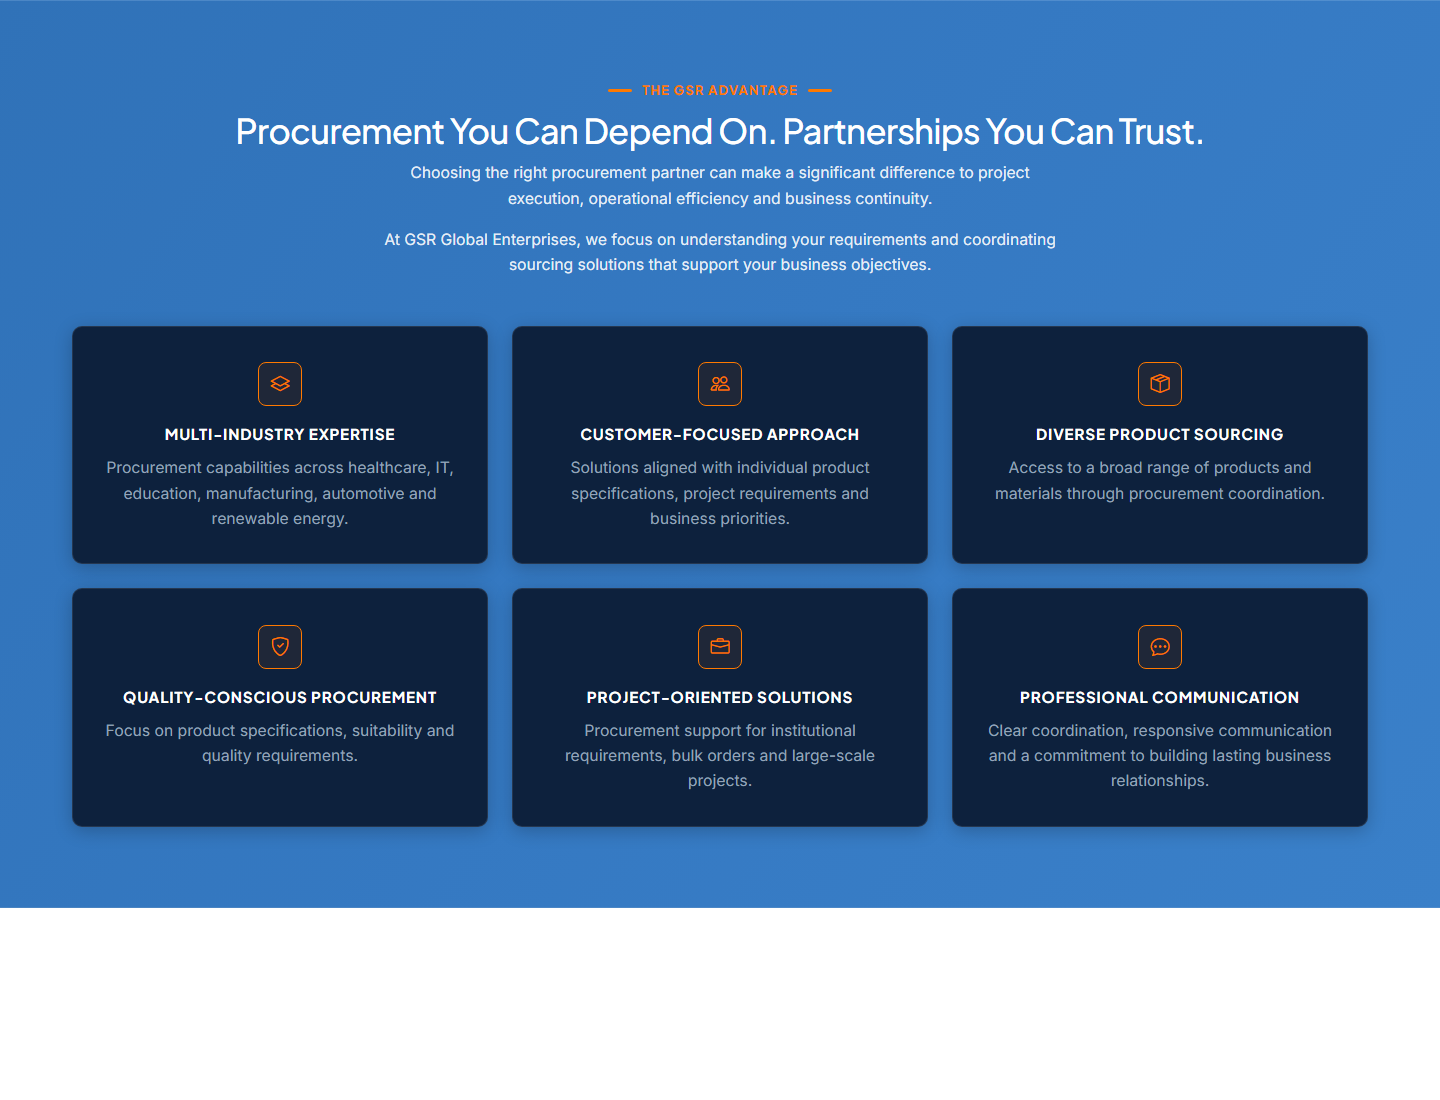 THE GSR ADVANTAGE
Procurement You Can Depend On. Partnerships You Can Trust.
Choosing the right procurement partner can make a significant difference to project
execution, operational efficiency and business continuity.
At GSR Global Enterprises, we focus on understanding your requirements and coordinating
sourcing solutions that support your business objectives.
MULTI-INDUSTRY EXPERTISE
Procurement capabilities across healthcare, IT,
education, manufacturing, automotive and
renewable energy.
CUSTOMER-FOCUSED APPROACH
Solutions aligned with individual product
specifications, project requirements and
business priorities.
DIVERSE PRODUCT SOURCING
Access to a broad range of products and
materials through procurement coordination.
QUALITY-CONSCIOUS PROCUREMENT
Focus on product specifications, suitability and
quality requirements.
PROJECT-ORIENTED SOLUTIONS
Procurement support for institutional
requirements, bulk orders and large-scale
projects.
PROFESSIONAL COMMUNICATION
Clear coordination, responsive communication
and a commitment to building lasting business
relationships.